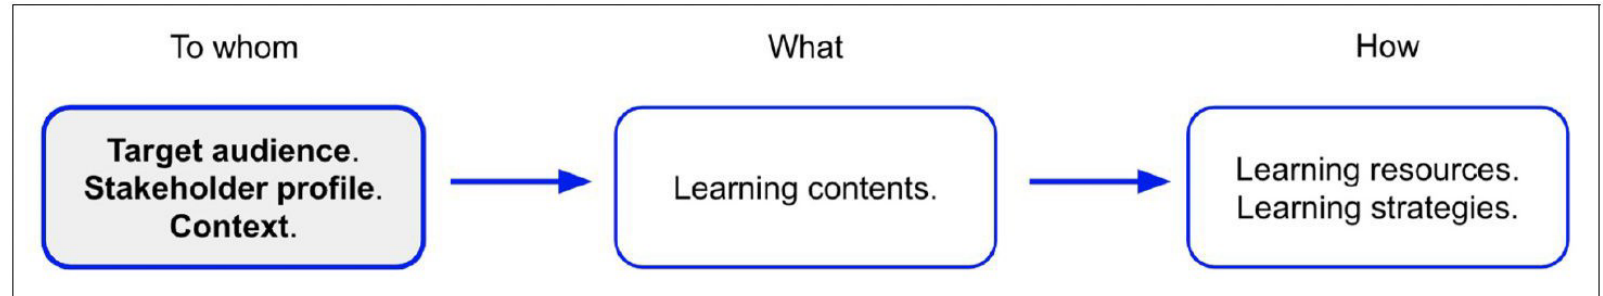 To whom
What
How
Target audience.
Stakeholder profile.
Context.
Learning contents.
Learning resources.
Learning strategies.